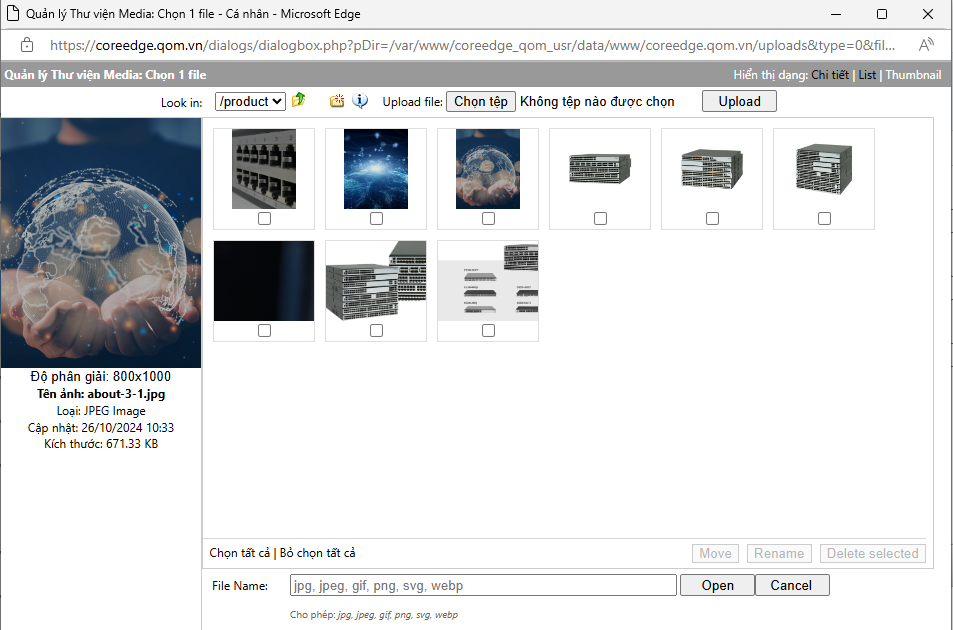 Quản lý Thư viện Media: Chọn 1 file - Cá nhân - Microsoft Edge
https://coreedge.qom.vn/dialogs/dialogbox.php?pDir=/var/www/coreedge_qom_usr/data/www/coreedge.qom.vn/uploads&type=0&fil...
Quản lý Thư viện Media: Chọn 1 file
Hiển thị dạng: Chi tiết | List | Thumbnail
Look in: /product Upload file: Chọn tệp Không tệp nào được chọn Upload
Độ phân giải: 800x1000
Tên ảnh: about-3-1.jpg
Loại: JPEG Image
Cập nhật: 26/10/2024 10:33
Kích thước: 671.33 KB
Chọn tất cả | Bỏ chọn tất cả
Move Rename Delete selected
File Name: jpg, jpeg, gif, png, svg, webp Open Cancel
Cho phép: jpg, jpeg, gif, png, svg, webp